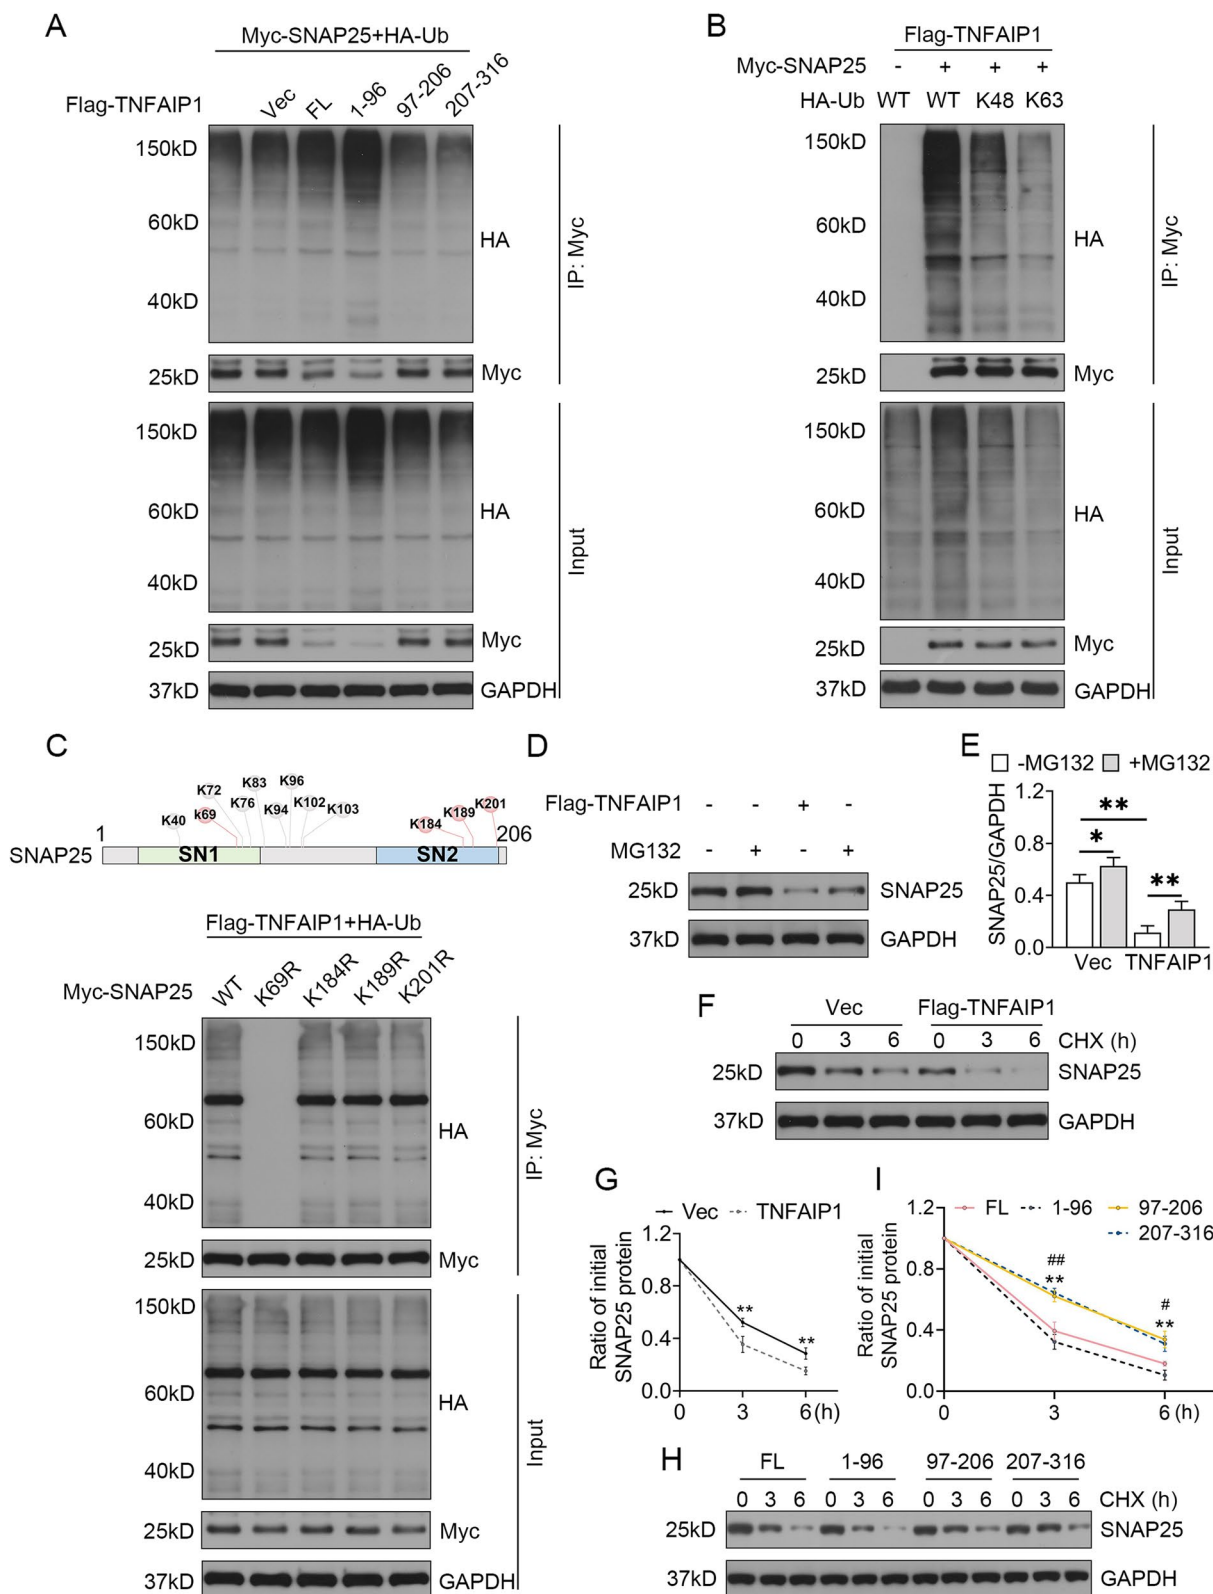 A
Myc-SNAP25+HA-Ub
Flag-TNFAIP1 Vec FL 1-96 97-206 207-316
150kD
60kD
HA
40kD
25kD Myc
IP: Myc
150kD
60kD
HA
40kD
25kD Myc
37kD GAPDH
Input
B
Flag-TNFAIP1
Myc-SNAP25 - + + +
HA-Ub WT WT K48 K63
150kD
60kD
HA
40kD
25kD Myc
IP: Myc
150kD
60kD
HA
40kD
25kD Myc
37kD GAPDH
Input
C
K72 K83 K96
K40 k69 K76 K94 K102 K103 K184 K189 K201
1 206
SNAP25 SN1 SN2
Flag-TNFAIP1+HA-Ub
Myc-SNAP25 WT K69R K184R K189R K201R
150kD
60kD
HA
40kD
25kD Myc
IP: Myc
150kD
60kD
HA
40kD
25kD Myc
37kD GAPDH
Input
D
Flag-TNFAIP1 - - + +
MG132 - + - +
25kD SNAP25
37kD GAPDH
E
-MG132 +MG132
SNAP25/GAPDH
1.2
0.8
0.4
0.0
**
*
**
Vec TNFAIP1
F
Vec Flag-TNFAIP1
0 3 6 0 3 6 CHX (h)
25kD SNAP25
37kD GAPDH
G
Vec TNFAIP1
Ratio of initial
SNAP25 protein
1.2
0.8
0.4
0.0
**
**
0 3 6 (h)
I
FL 1-96 97-206
207-316
Ratio of initial
SNAP25 protein
1.2
0.8
0.4
0.0
##
**
#
**
0 3 6 (h)
H
FL 1-96 97-206 207-316
0 3 6 0 3 6 0 3 6 0 3 6 CHX (h)
25kD SNAP25
37kD GAPDH